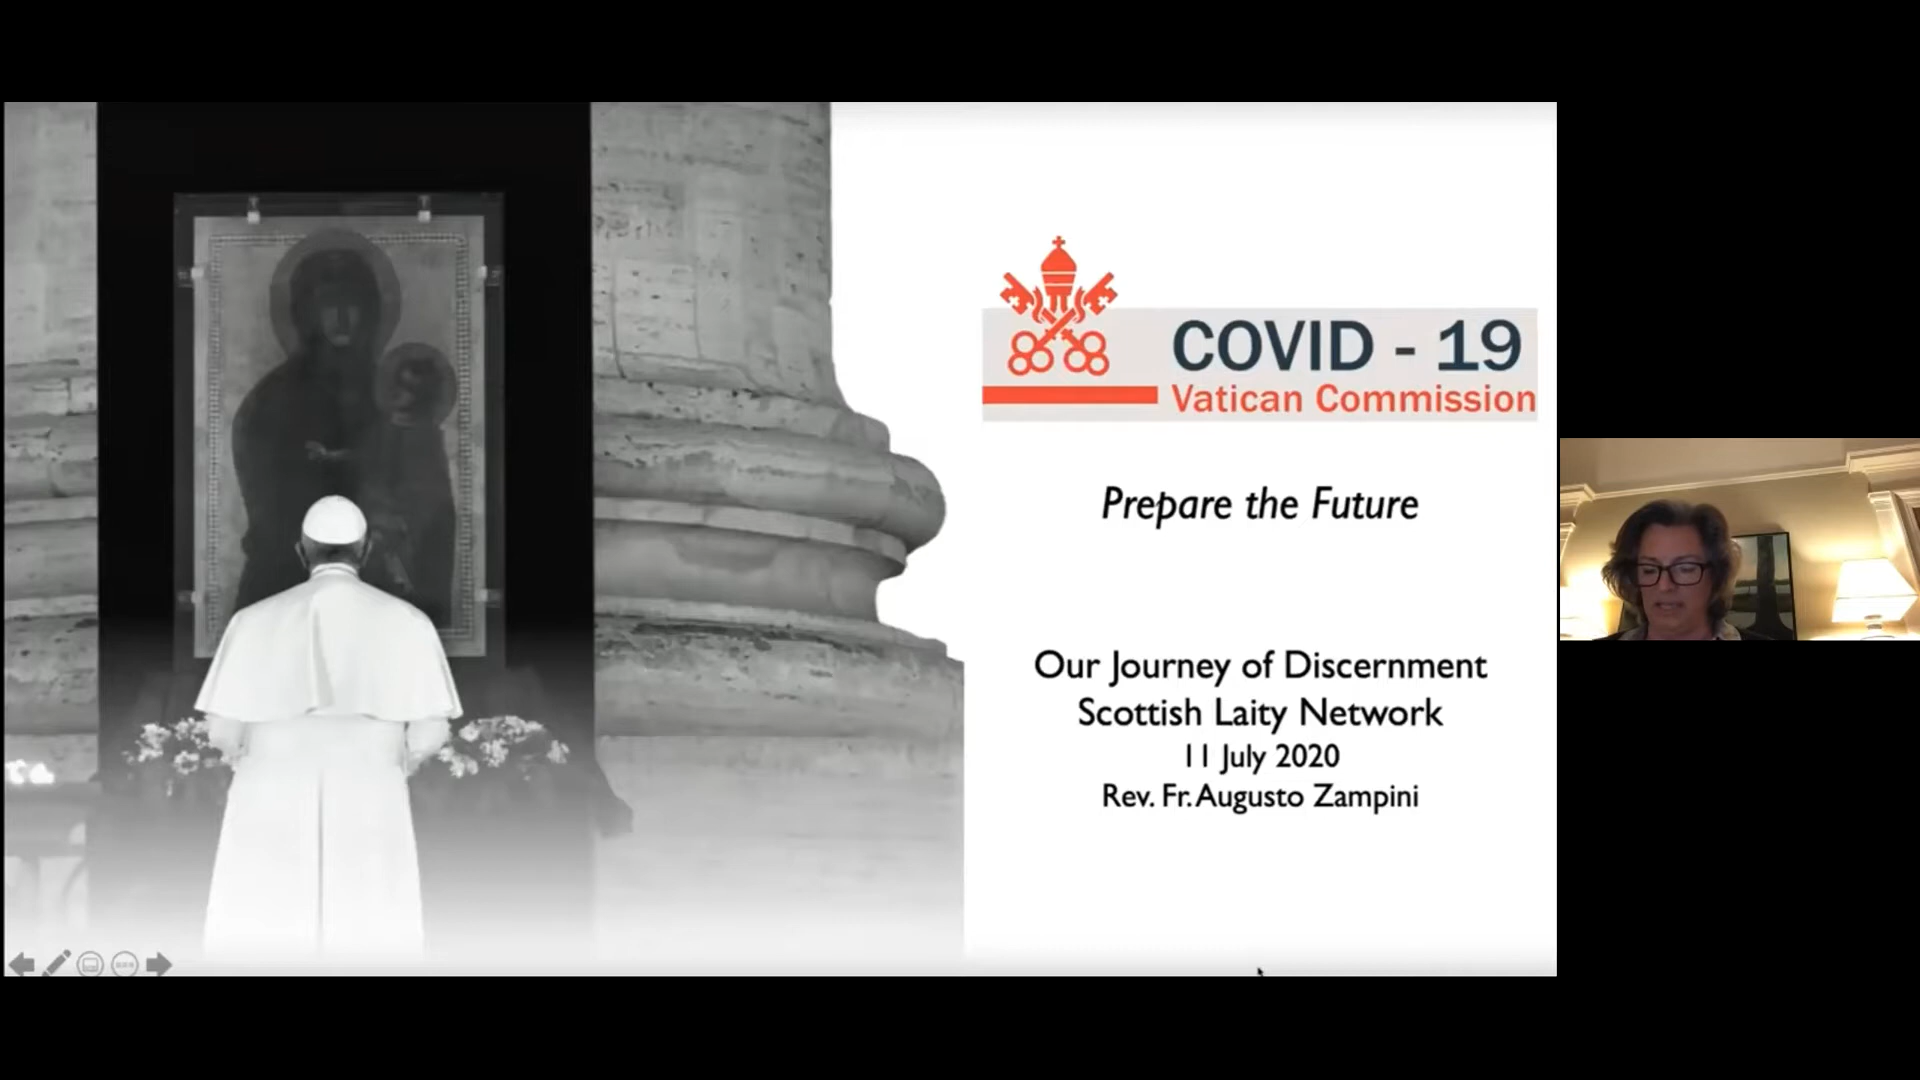 COVID - 19
Vatican Commission
Prepare the Future
Our Journey of Discernment
Scottish Laity Network
11 July 2020
Rev. Fr. Augusto Zampini